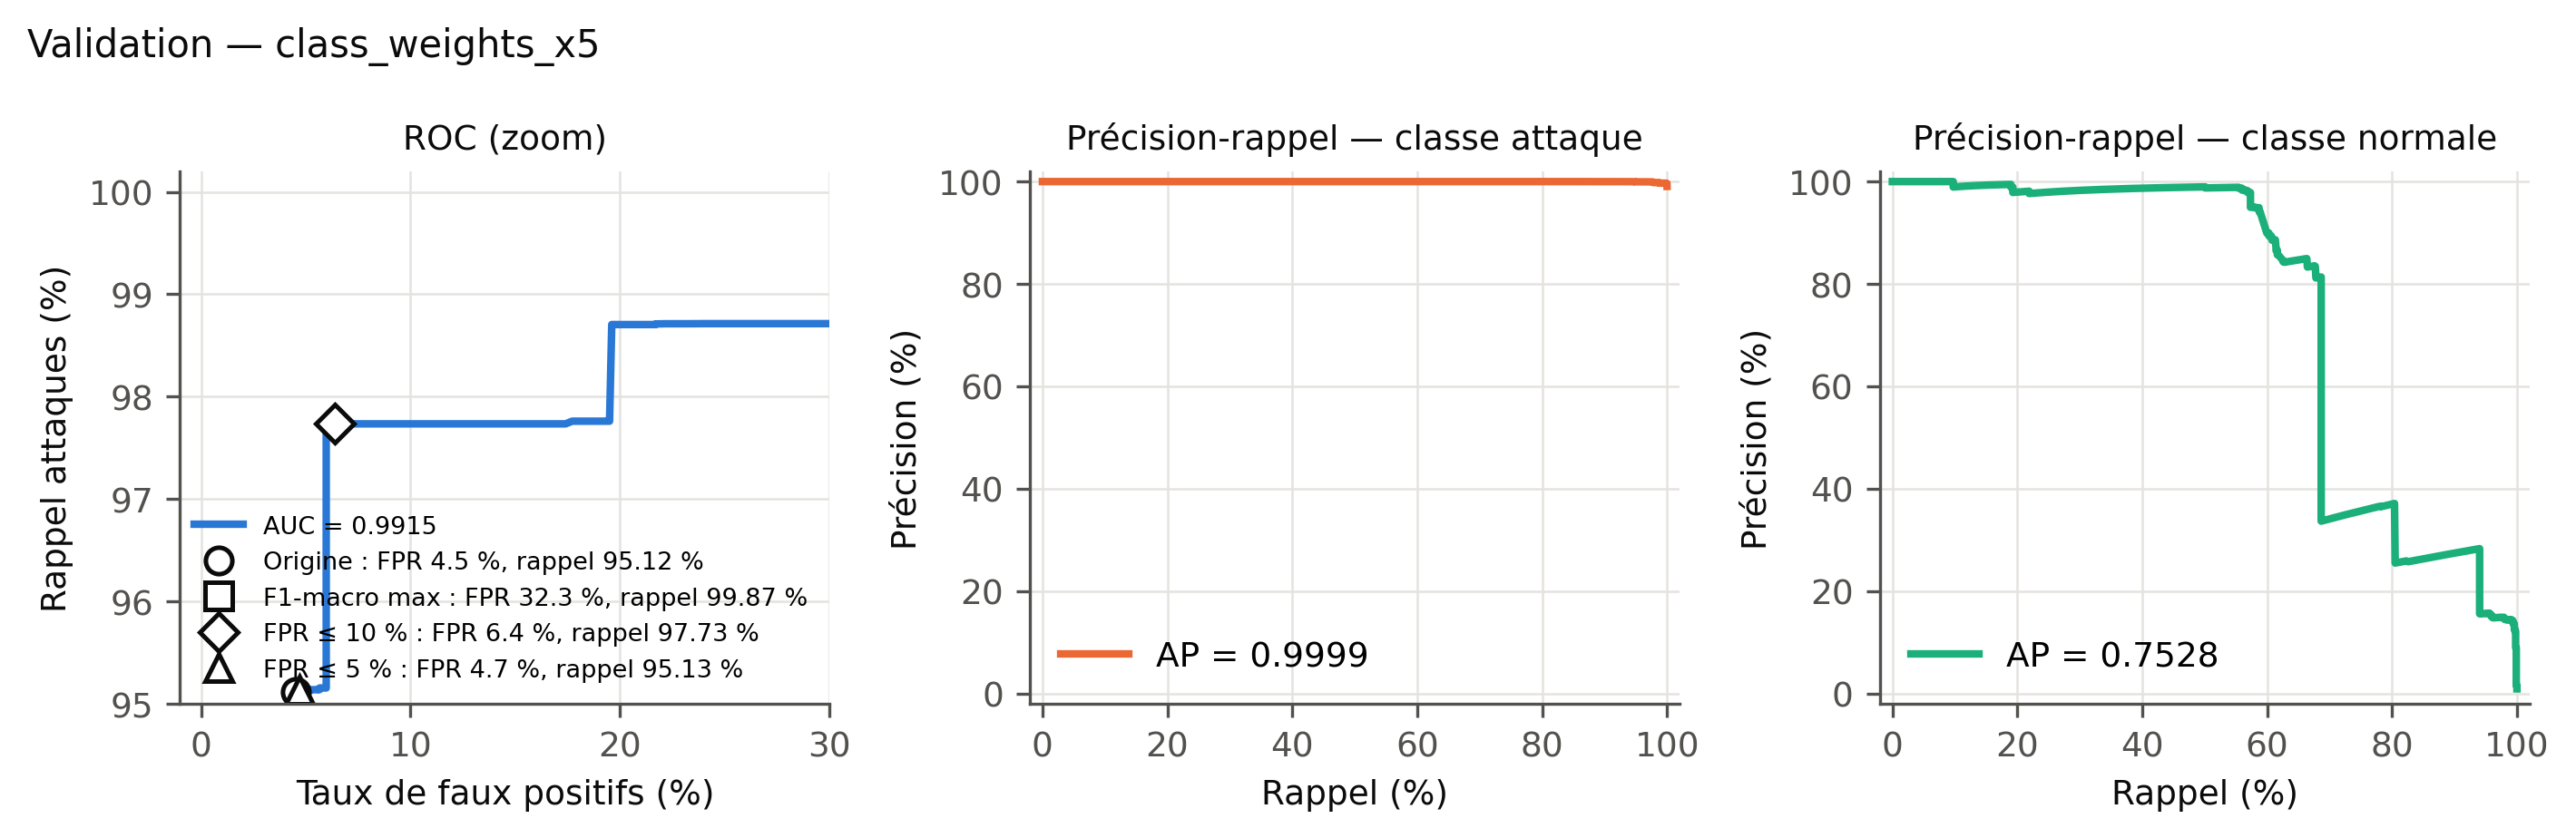 Validation — class_weights_x5
ROC (zoom)
Rappel attaques (%)
100
99
98
97
96
95
AUC = 0.9915
Origine : FPR 4.5 %, rappel 95.12 %
F1-macro max : FPR 32.3 %, rappel 99.87 %
FPR ≤ 10 % : FPR 6.4 %, rappel 97.73 %
FPR ≤ 5 % : FPR 4.7 %, rappel 95.13 %
0 10 20 30
Taux de faux positifs (%)
Précision-rappel — classe attaque
Précision (%)
100
80
60
40
20
0
AP = 0.9999
0 20 40 60 80 100
Rappel (%)
Précision-rappel — classe normale
Précision (%)
100
80
60
40
20
0
AP = 0.7528
0 20 40 60 80 100
Rappel (%)